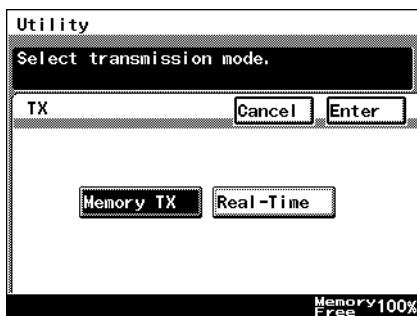 Utility
Select transmission mode.
TX Cancel Enter
Memory TX Real-Time
Memory Free 100%